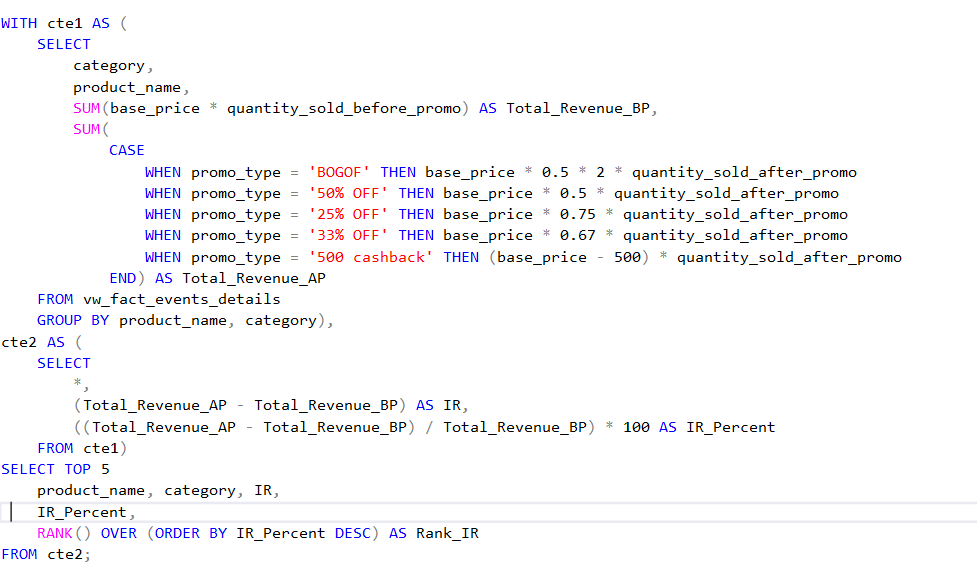 WITH cte1 AS (
    SELECT
        category,
        product_name,
        SUM(base_price * quantity_sold_before_promo) AS Total_Revenue_BP,
        SUM(
            CASE
                WHEN promo_type = 'BOGOF' THEN base_price * 0.5 * 2 * quantity_sold_after_promo
                WHEN promo_type = '50% OFF' THEN base_price * 0.5 * quantity_sold_after_promo
                WHEN promo_type = '25% OFF' THEN base_price * 0.75 * quantity_sold_after_promo
                WHEN promo_type = '33% OFF' THEN base_price * 0.67 * quantity_sold_after_promo
                WHEN promo_type = '500 cashback' THEN (base_price - 500) * quantity_sold_after_promo
            END) AS Total_Revenue_AP
    FROM vw_fact_events_details
    GROUP BY product_name, category),
cte2 AS (
    SELECT
        *,
        (Total_Revenue_AP - Total_Revenue_BP) AS IR,
        ((Total_Revenue_AP - Total_Revenue_BP) / Total_Revenue_BP) * 100 AS IR_Percent
    FROM cte1)
SELECT TOP 5
    product_name, category, IR,
    IR_Percent,
    RANK() OVER (ORDER BY IR_Percent DESC) AS Rank_IR
FROM cte2;